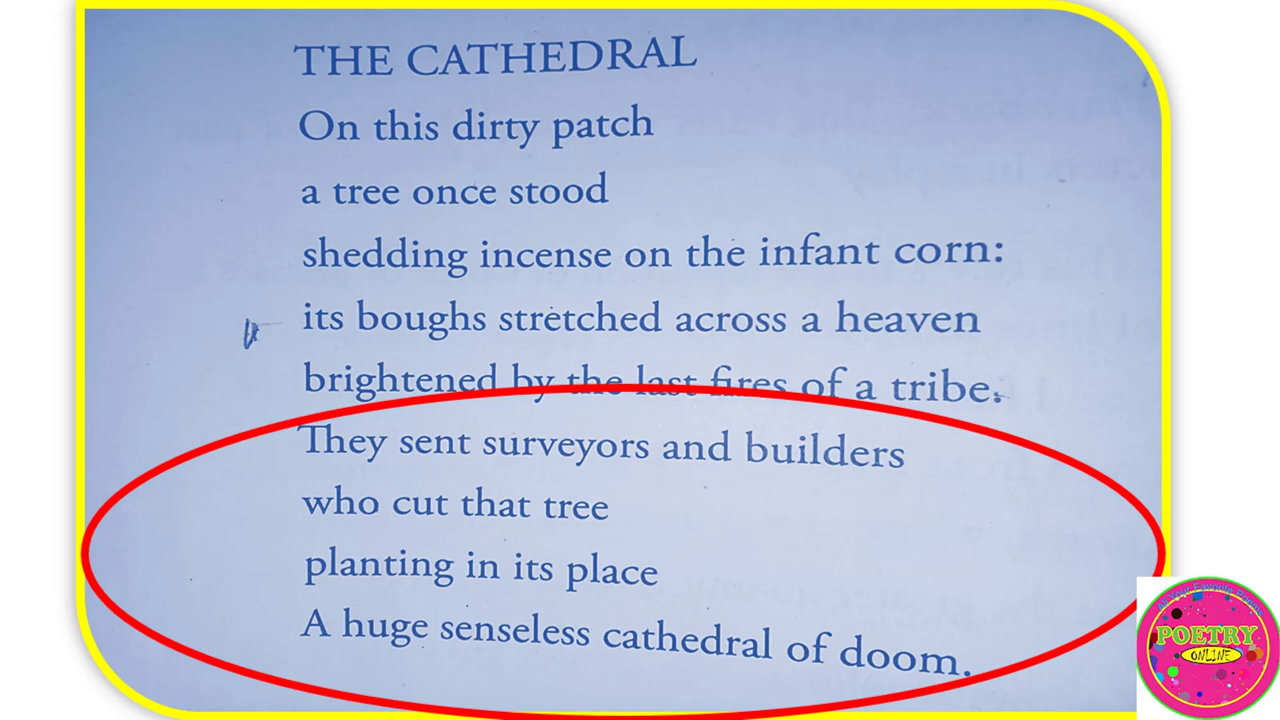 THE CATHEDRAL
On this dirty patch
a tree once stood
shedding incense on the infant corn:
its boughs stretched across a heaven
brightened by the last fires of a tribe.
They sent surveyors and builders
who cut that tree
planting in its place
A huge senseless cathedral of doom.
POETRY
ONLINE